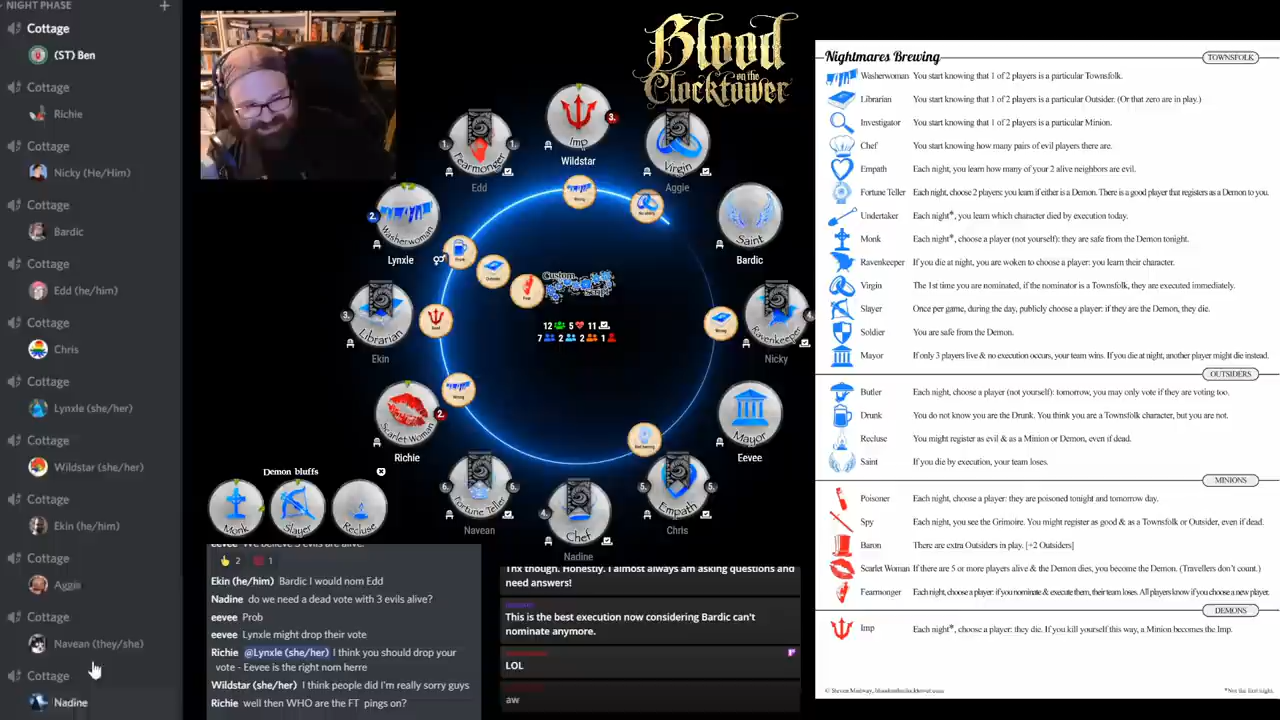 NIGHT PHASE
Cottage
(ST) Ben
Cottage
Richie
Cottage
Nicky (He/Him)
Cottage
Bardic
Cottage
Edd (he/him)
Cottage
Chris
Cottage
Lynxle (she/her)
Cottage
Wildstar (she/her)
Cottage
Ekin (he/him)
Cottage
Aggie
Cottage
Navean (they/she)
Cottage
Nadine
Blood
on the
Clocktower
Fearmonger
Edd
Imp
Wildstar
Virgin
Aggie
Saint
Bardic
Ravenkeeper
Nicky
Mayor
Eevee
Empath
Chris
Chef
Nadine
Fortune Teller
Navean
Scarlet Woman
Richie
Librarian
Ekin
Washerwoman
Lynxle
Custom
Script
12 5 11
7 2 2 1
Demon bluffs
Monk
Slayer
Recluse
eevee We believe 3 evils are alive.
2 1
Ekin (he/him) Bardic I would nom Edd
Nadine do we need a dead vote with 3 evils alive?
eevee Prob
eevee Lynxle might drop their vote
Richie @Lynxle (she/her) I think you should drop your
vote - Eevee is the right nom herre
Wildstar (she/her) I think people did I'm really sorry guys
Richie well then WHO are the FT pings on?
Thx though. Honestly. I almost always am asking questions and
need answers!
This is the best execution now considering Bardic can't
nominate anymore.
LOL
aw
Nightmares Brewing
TOWNSFOLK
Washerwoman You start knowing that 1 of 2 players is a particular Townsfolk.
Librarian You start knowing that 1 of 2 players is a particular Outsider. (Or that zero are in play.)
Investigator You start knowing that 1 of 2 players is a particular Minion.
Chef You start knowing how many pairs of evil players there are.
Empath Each night, you learn how many of your 2 alive neighbors are evil.
Fortune Teller Each night, choose 2 players: you learn if either is a Demon. There is a good player that registers as a Demon to you.
Undertaker Each night*, you learn which character died by execution today.
Monk Each night*, choose a player (not yourself): they are safe from the Demon tonight.
Ravenkeeper If you die at night, you are woken to choose a player: you learn their character.
Virgin The 1st time you are nominated, if the nominator is a Townsfolk, they are executed immediately.
Slayer Once per game, during the day, publicly choose a player: if they are the Demon, they die.
Soldier You are safe from the Demon.
Mayor If only 3 players live & no execution occurs, your team wins. If you die at night, another player might die instead.
OUTSIDERS
Butler Each night, choose a player (not yourself): tomorrow, you may only vote if they are voting too.
Drunk You do not know you are the Drunk. You think you are a Townsfolk character, but you are not.
Recluse You might register as evil & as a Minion or Demon, even if dead.
Saint If you die by execution, your team loses.
MINIONS
Poisoner Each night, choose a player: they are poisoned tonight and tomorrow day.
Spy Each night, you see the Grimoire. You might register as good & as a Townsfolk or Outsider, even if dead.
Baron There are extra Outsiders in play. [+2 Outsiders]
Scarlet Woman If there are 5 or more players alive & the Demon dies, you become the Demon. (Travellers don't count.)
Fearmonger Each night, choose a player: if you nominate & execute them, their team loses. All players know if you choose a new player.
DEMONS
Imp Each night*, choose a player: they die. If you kill yourself this way, a Minion becomes the Imp.
© Steven Medway, bloodontheclocktower.com
*Not the first night.